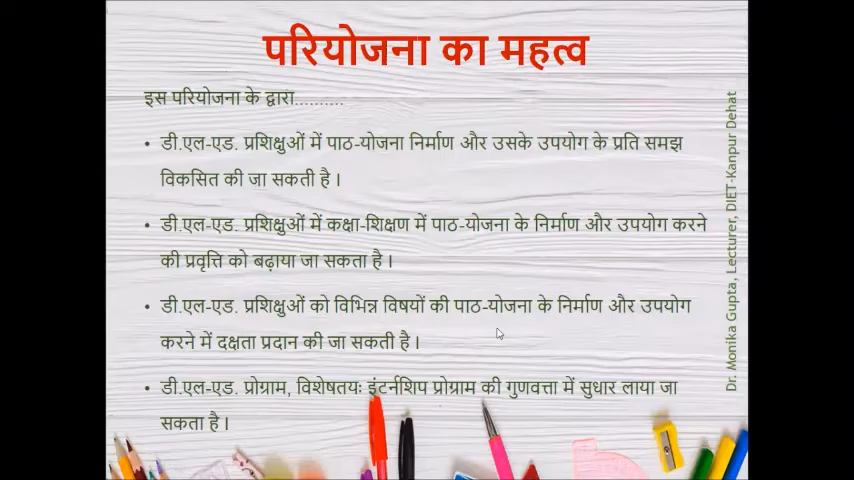 परियोजना का महत्व
इस परियोजना के द्वारा..........
• डी.एल-एड. प्रशिक्षुओं में पाठ-योजना निर्माण और उसके उपयोग के प्रति समझ
विकसित की जा सकती है ।
• डी.एल-एड. प्रशिक्षुओं में कक्षा-शिक्षण में पाठ-योजना के निर्माण और उपयोग करने
की प्रवृत्ति को बढ़ाया जा सकता है ।
• डी.एल-एड. प्रशिक्षुओं को विभिन्न विषयों की पाठ-योजना के निर्माण और उपयोग
करने में दक्षता प्रदान की जा सकती है ।
• डी.एल-एड. प्रोग्राम, विशेषतयः इंटर्नशिप प्रोग्राम की गुणवत्ता में सुधार लाया जा
सकता है ।
Dr. Monika Gupta, Lecturer, DIET-Kanpur Dehat